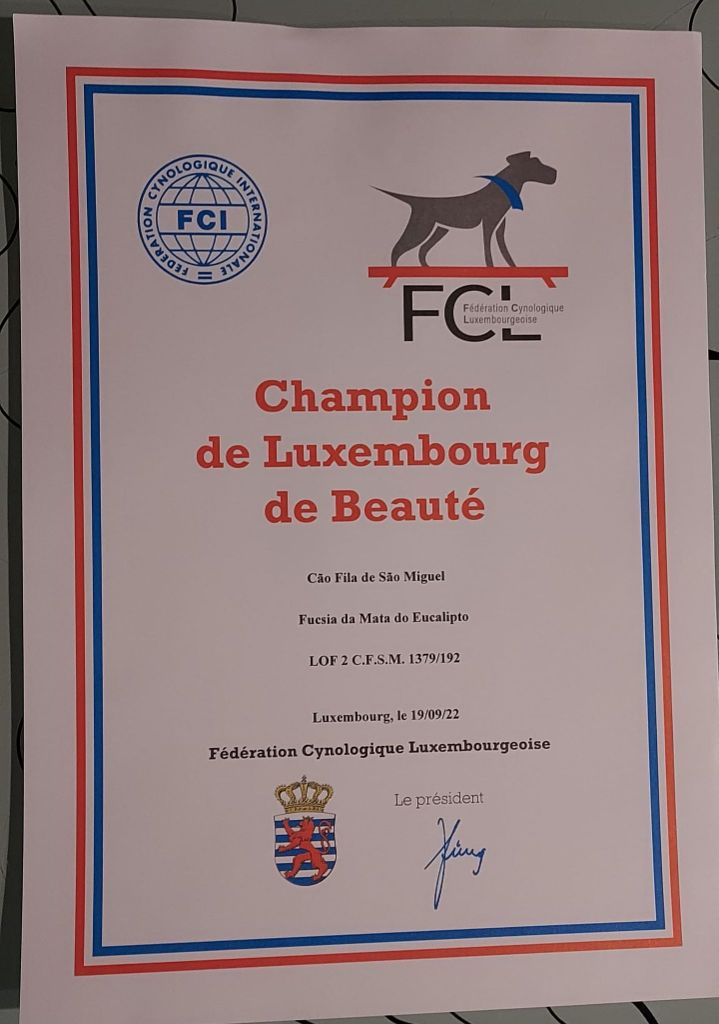 FEDERATION CYNOLOGIQUE INTERNATIONALE
FCI
FCL
Fédération Cynologique
Luxembourgeoise
Champion
de Luxembourg
de Beauté
Cão Fila de São Miguel
Fucsia da Mata do Eucalipto
LOF 2 C.F.S.M. 1379/192
Luxembourg, le 19/09/22
Fédération Cynologique Luxembourgeoise
Le président